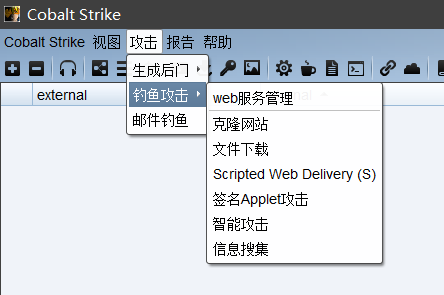 Cobalt Strike
Cobalt Strike 视图 攻击 报告 帮助
生成后门
external
钓鱼攻击
web服务管理
邮件钓鱼
克隆网站
文件下载
Scripted Web Delivery (S)
签名Applet攻击
智能攻击
信息搜集